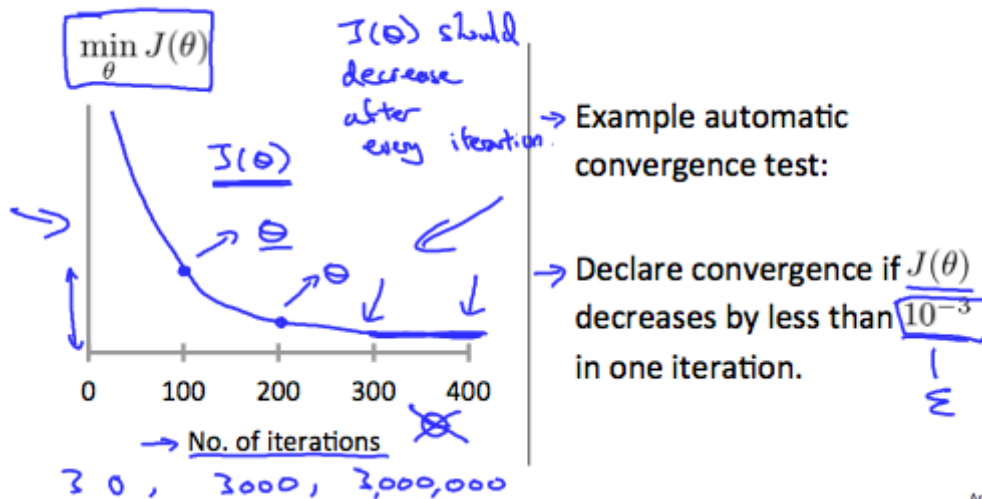 min J(θ)
θ
J(θ) should
decrease
after
every iteration.
J(θ)
θ
θ
0 100 200 300 400
→ No. of iterations
30, 3000, 3,000,000
→ Example automatic
convergence test:
→ Declare convergence if J(θ)
decreases by less than 10⁻³
in one iteration.
ε